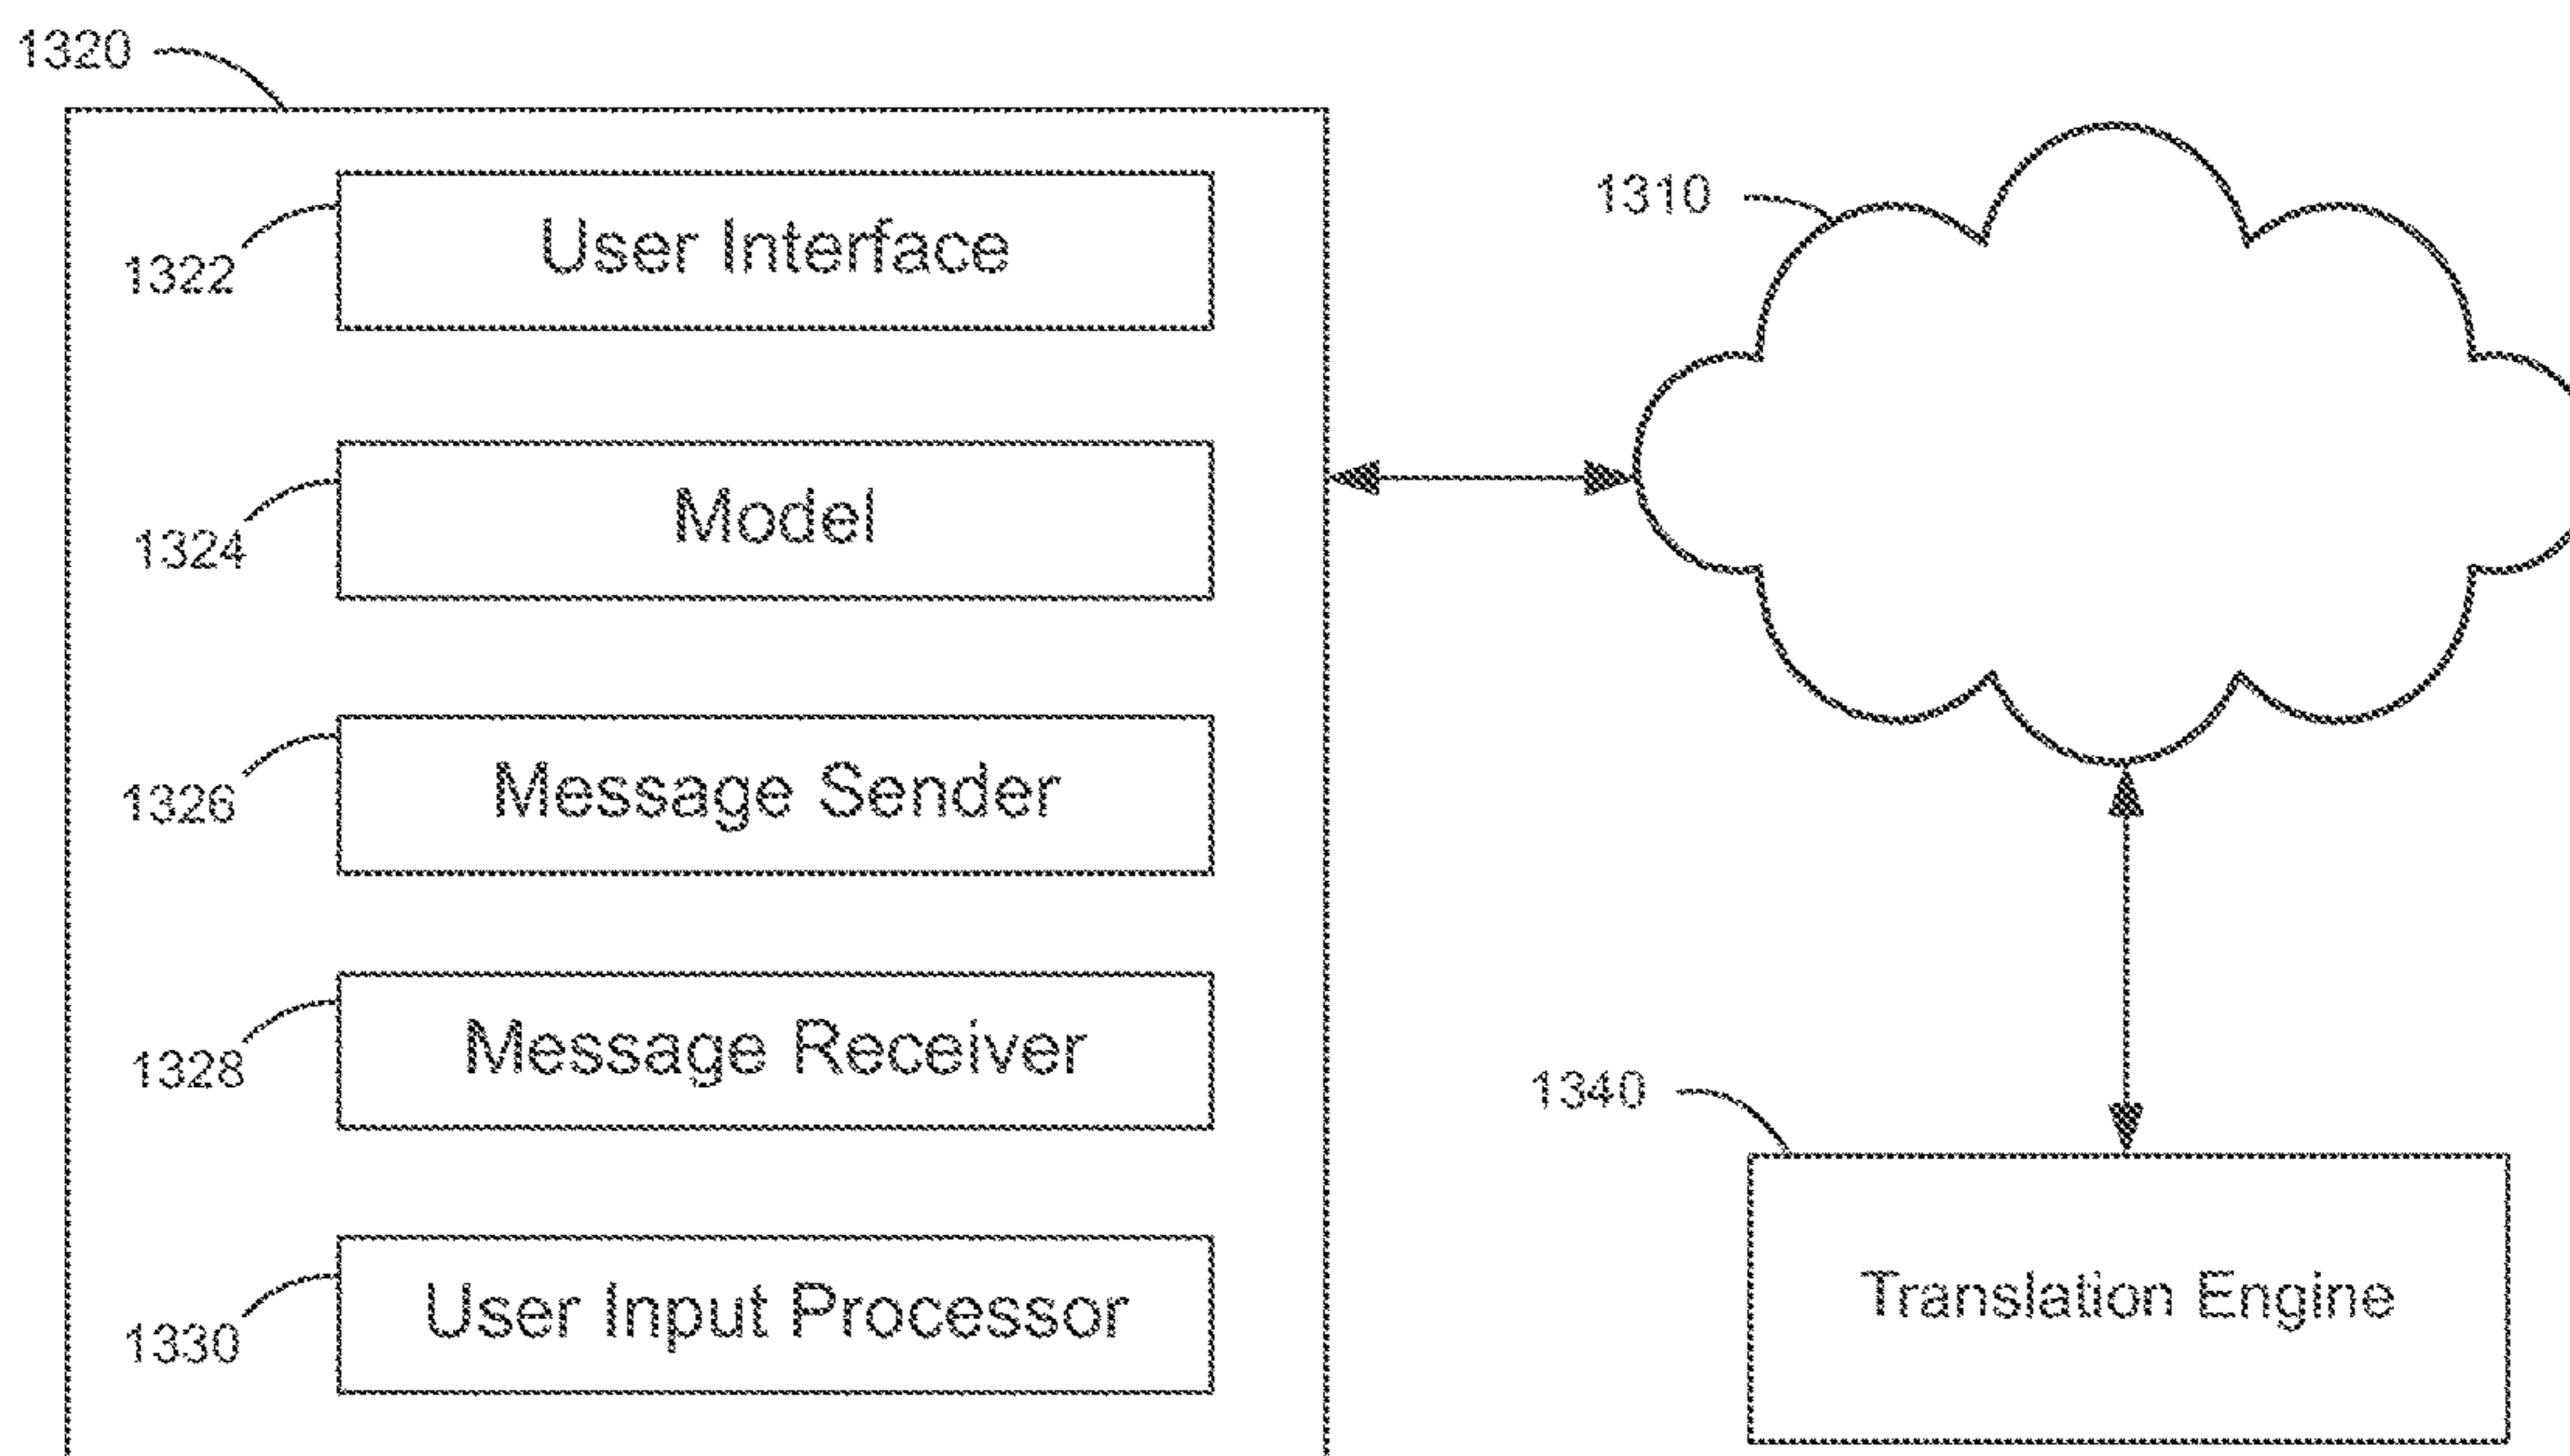 1320
User Interface
1322
1310
Model
1324
Message Sender
1326
Message Receiver
1328
1340
User Input Processor
1330
Translation Engine